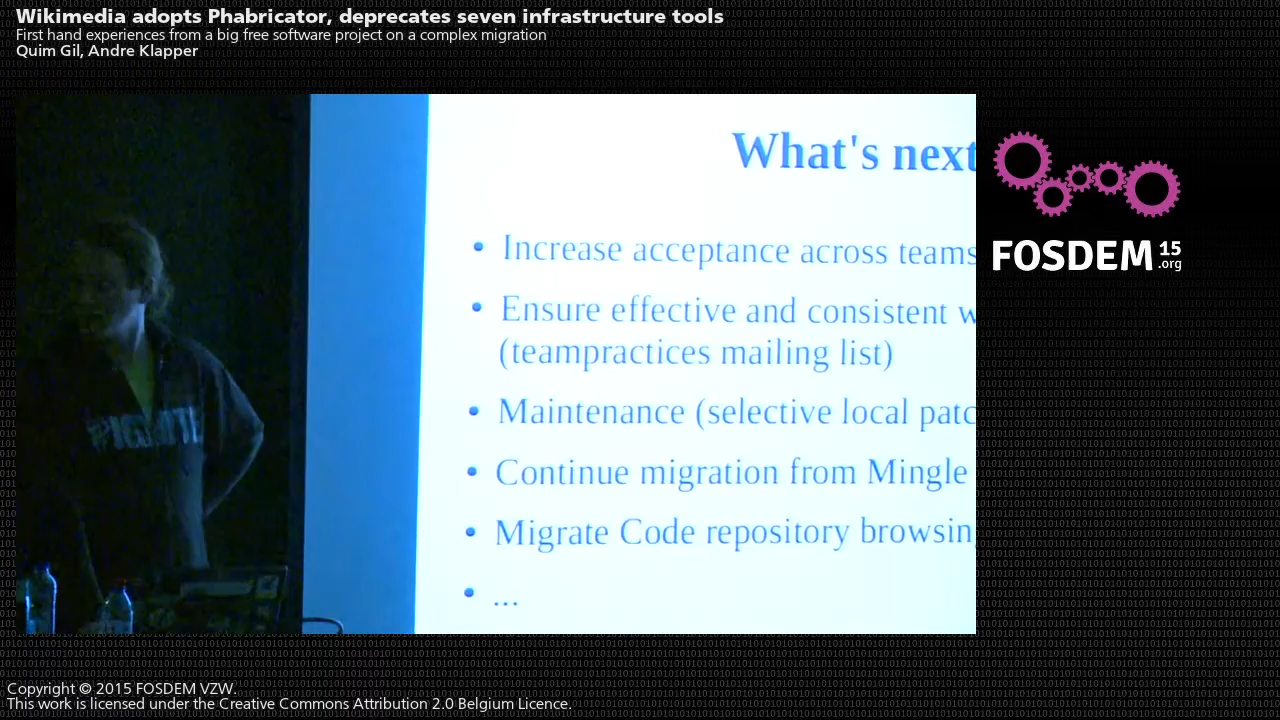 Wikimedia adopts Phabricator, deprecates seven infrastructure tools
First hand experiences from a big free software project on a complex migration
Quim Gil, Andre Klapper
What's next
• Increase acceptance across teams
• Ensure effective and consistent w
(teampractices mailing list)
• Maintenance (selective local patc
• Continue migration from Mingle
• Migrate Code repository browsin
• ...
FOSDEM 15
.org
Copyright © 2015 FOSDEM VZW.
This work is licensed under the Creative Commons Attribution 2.0 Belgium Licence.